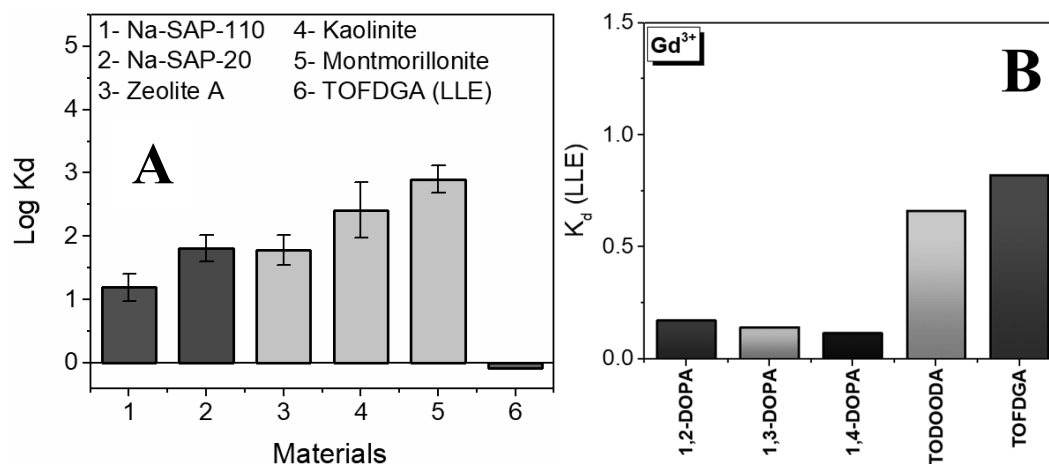 1- Na-SAP-110 4- Kaolinite
2- Na-SAP-20 5- Montmorillonite
3- Zeolite A 6- TOFDGA (LLE)
A
Log Kd
5
4
3
2
1
0
1 2 3 4 5 6
Materials
Gd³⁺
B
K_d (LLE)
1.5
1.0
0.5
0.0
1,2-DOPA
1,3-DOPA
1,4-DOPA
TODOODA
TOFDGA